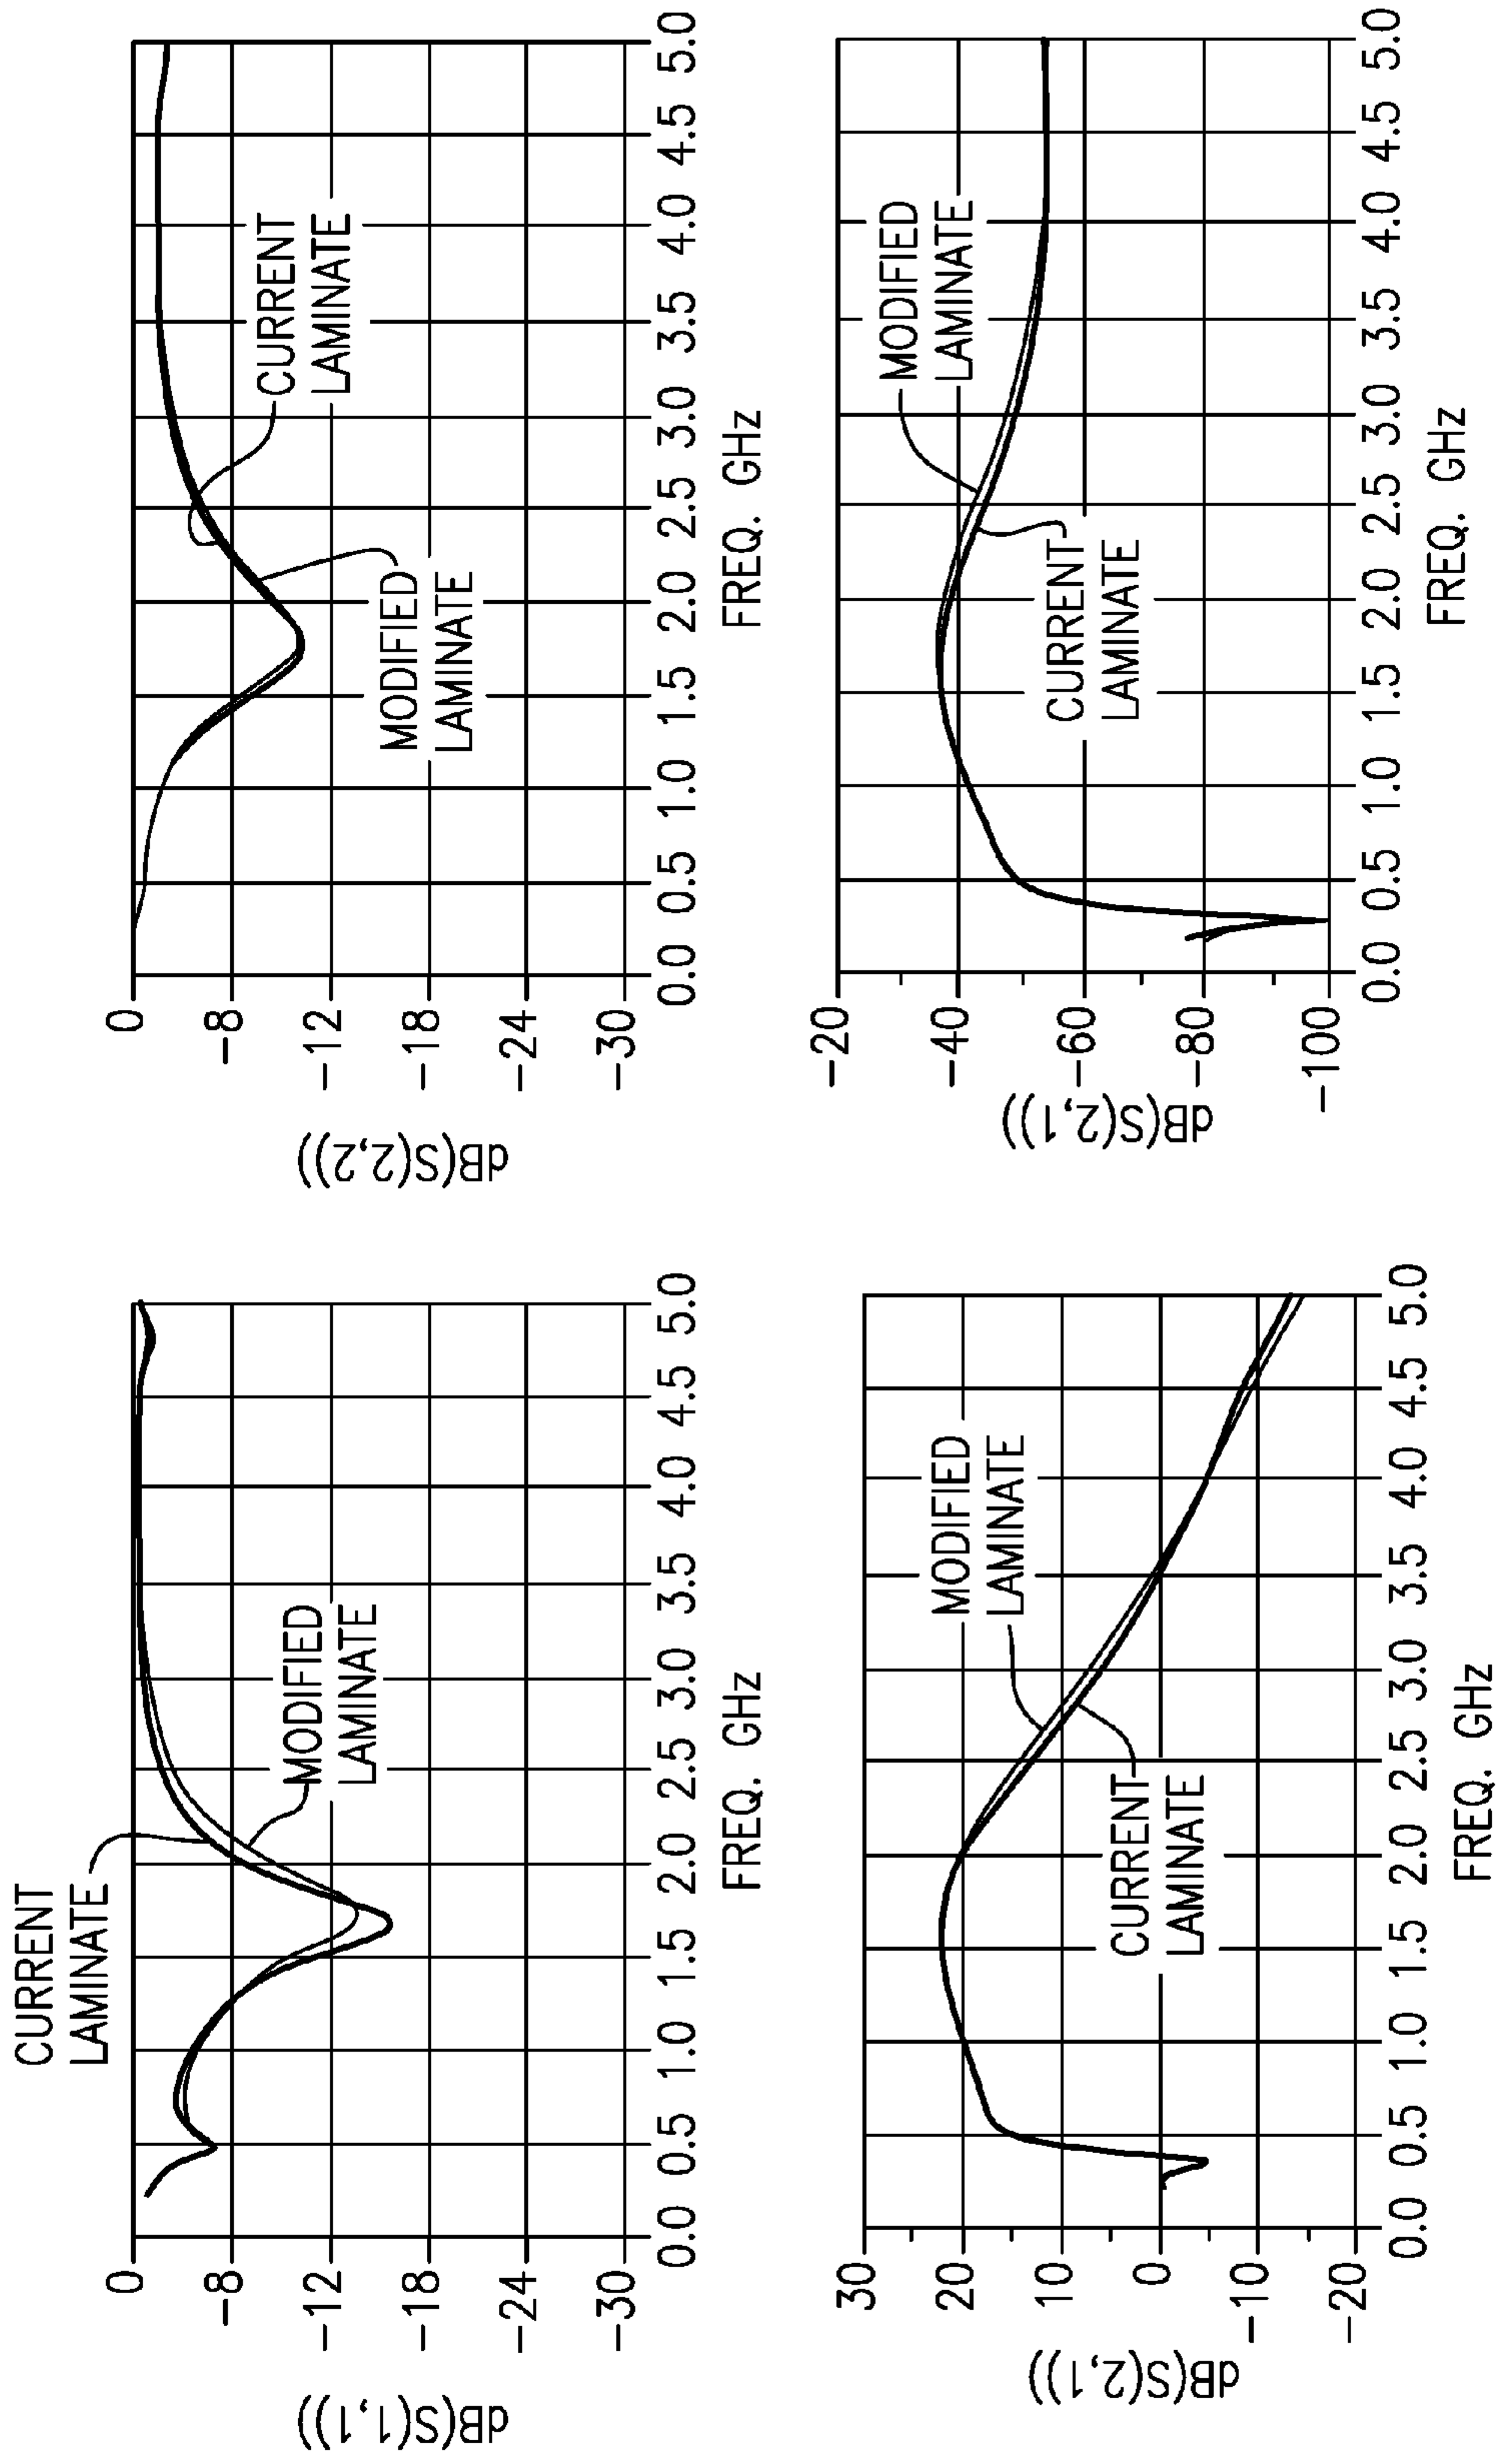 CURRENT
LAMINATE
MODIFIED
LAMINATE
dB(S(1,1))
0
-8
-12
-18
-24
-30
0.0 0.5 1.0 1.5 2.0 2.5 3.0 3.5 4.0 4.5 5.0
FREQ. GHz
CURRENT
LAMINATE
MODIFIED
LAMINATE
dB(S(2,2))
0
-8
-12
-18
-24
-30
0.0 0.5 1.0 1.5 2.0 2.5 3.0 3.5 4.0 4.5 5.0
FREQ. GHz
MODIFIED
LAMINATE
CURRENT
LAMINATE
dB(S(2,1))
30
20
10
0
-10
-20
0.0 0.5 1.0 1.5 2.0 2.5 3.0 3.5 4.0 4.5 5.0
FREQ. GHz
MODIFIED
LAMINATE
CURRENT
LAMINATE
dB(S(2,1))
-20
-40
-60
-80
-100
0.0 0.5 1.0 1.5 2.0 2.5 3.0 3.5 4.0 4.5 5.0
FREQ. GHz